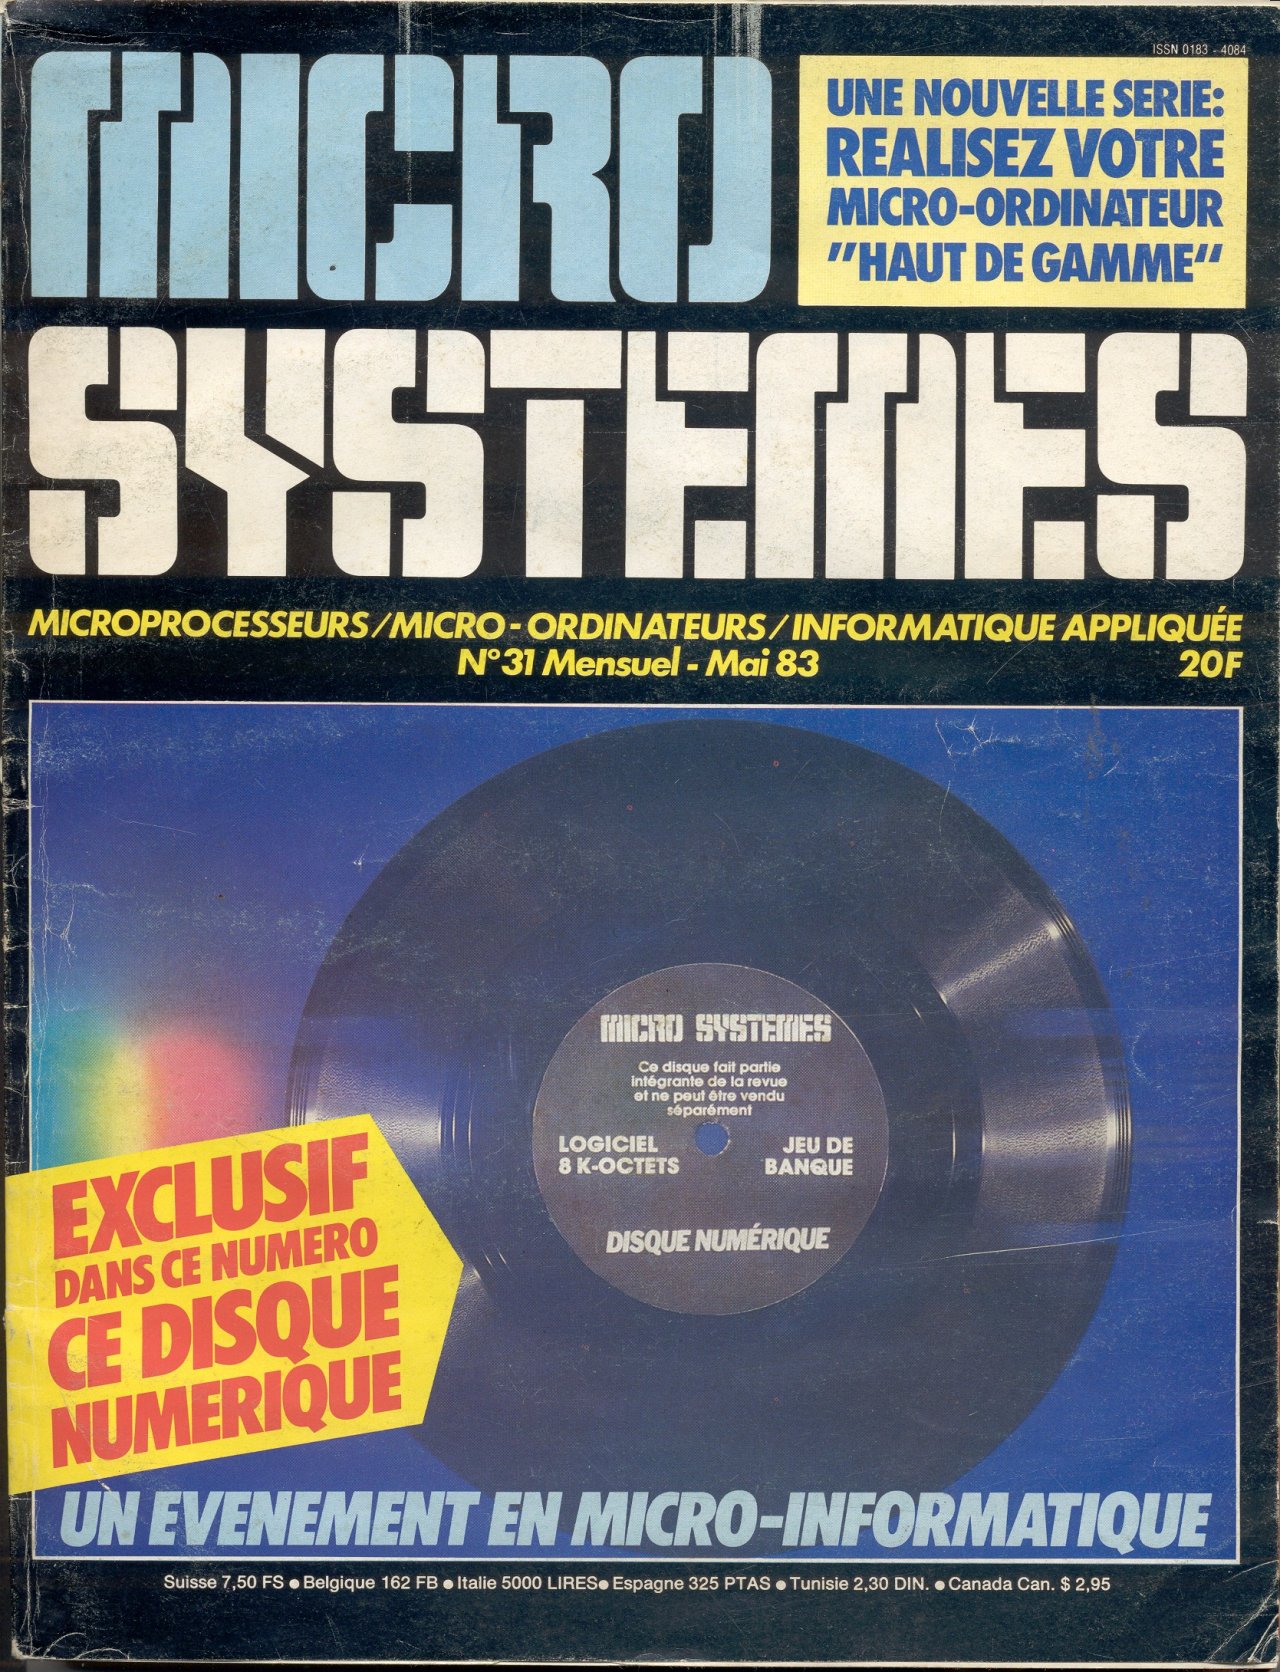 ISSN 0183 - 4084
MICRO
SYSTEMES
UNE NOUVELLE SERIE:
REALISEZ VOTRE
MICRO-ORDINATEUR
"HAUT DE GAMME"
MICROPROCESSEURS / MICRO - ORDINATEURS / INFORMATIQUE APPLIQUÉE
N°31 Mensuel - Mai 83
20F
MICRO SYSTEMES
Ce disque fait partie
intégrante de la revue
et ne peut être vendu
séparément
LOGICIEL
8 K-OCTETS
JEU DE
BANQUE
DISQUE NUMÉRIQUE
EXCLUSIF
DANS CE NUMERO
CE DISQUE
NUMERIQUE
UN EVENEMENT EN MICRO-INFORMATIQUE
Suisse 7,50 FS ● Belgique 162 FB ● Italie 5000 LIRES ● Espagne 325 PTAS ● Tunisie 2,30 DIN. ● Canada Can. $ 2,95